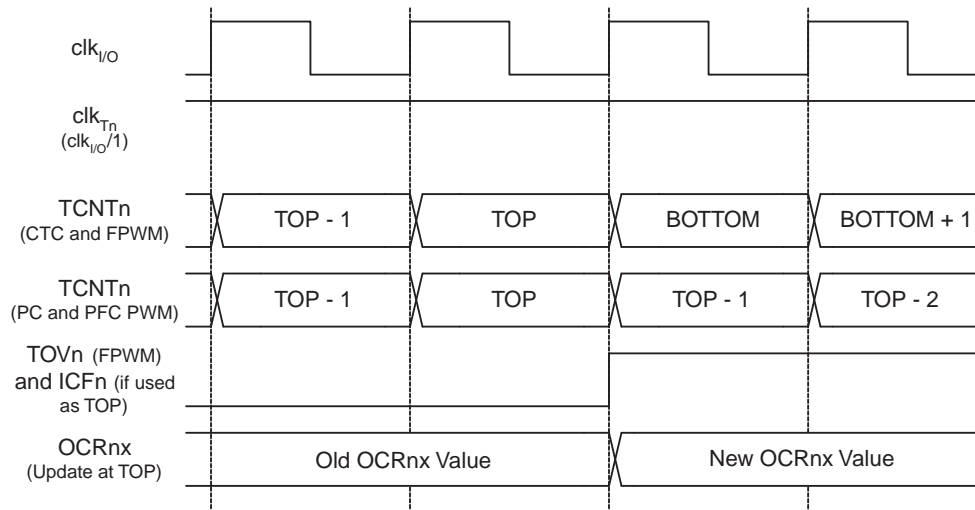 clkI/O
clkTn
(clkI/O/1)
TCNTn
(CTC and FPWM)
TOP - 1
TOP
BOTTOM
BOTTOM + 1
TCNTn
(PC and PFC PWM)
TOP - 1
TOP
TOP - 1
TOP - 2
TOVn (FPWM)
and ICFn (if used
as TOP)
OCRnx
(Update at TOP)
Old OCRnx Value
New OCRnx Value